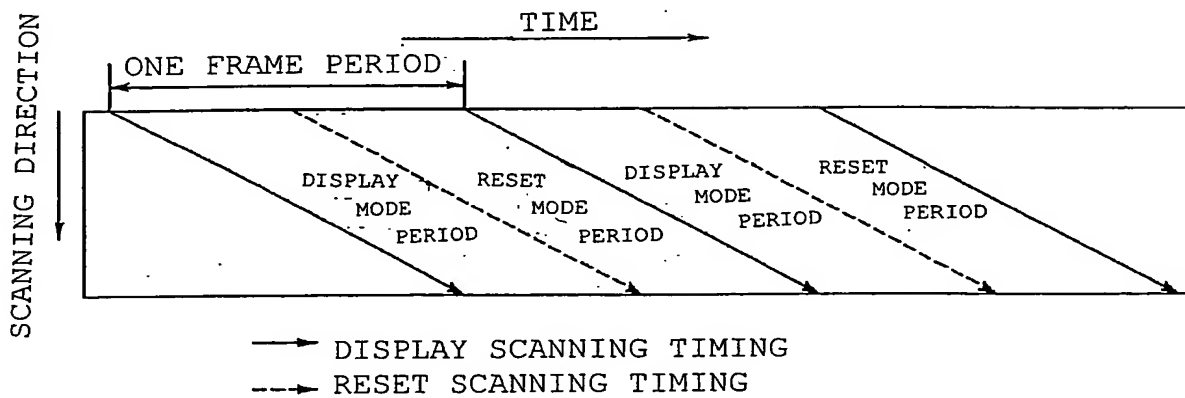 TIME
ONE FRAME PERIOD
SCANNING DIRECTION
DISPLAY
MODE
PERIOD
RESET
MODE
PERIOD
DISPLAY
MODE
PERIOD
RESET
MODE
PERIOD
DISPLAY SCANNING TIMING
RESET SCANNING TIMING